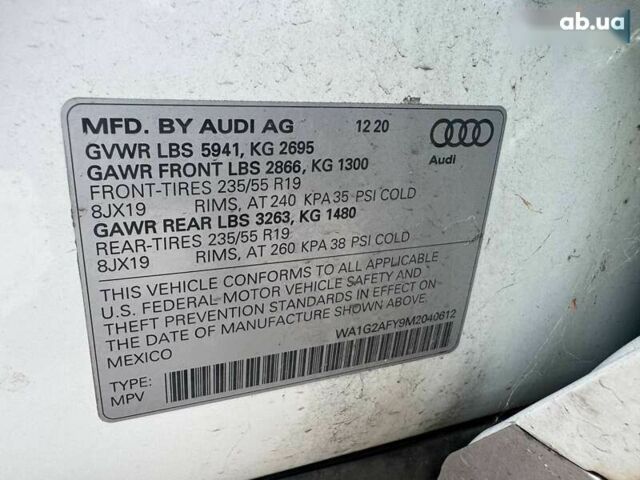 ab.ua
MFD. BY AUDI AG 12 20
Audi
GVWR LBS 5941, KG 2695
GAWR FRONT LBS 2866, KG 1300
FRONT-TIRES 235/55 R19
8JX19 RIMS, AT 240 KPA 35 PSI COLD
GAWR REAR LBS 3263, KG 1480
REAR-TIRES 235/55 R19
8JX19 RIMS, AT 260 KPA 38 PSI COLD
THIS VEHICLE CONFORMS TO ALL APPLICABLE
U.S. FEDERAL MOTOR VEHICLE SAFETY AND
THEFT PREVENTION STANDARDS IN EFFECT ON
THE DATE OF MANUFACTURE SHOWN ABOVE.
MEXICO
WA1G2AFY9M2040612
TYPE:
MPV